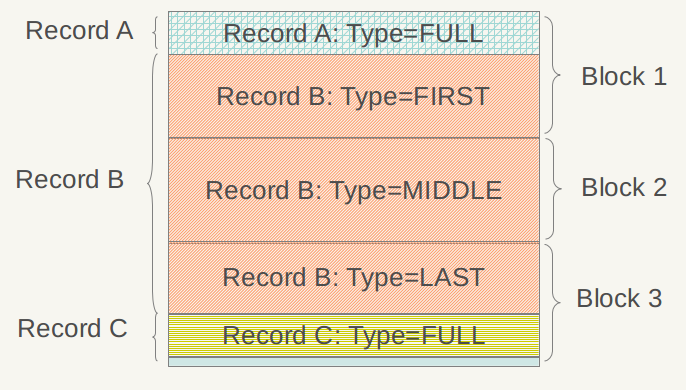 Record A
Record A: Type=FULL
Block 1
Record B: Type=FIRST
Record B
Record B: Type=MIDDLE
Block 2
Record B: Type=LAST
Block 3
Record C
Record C: Type=FULL